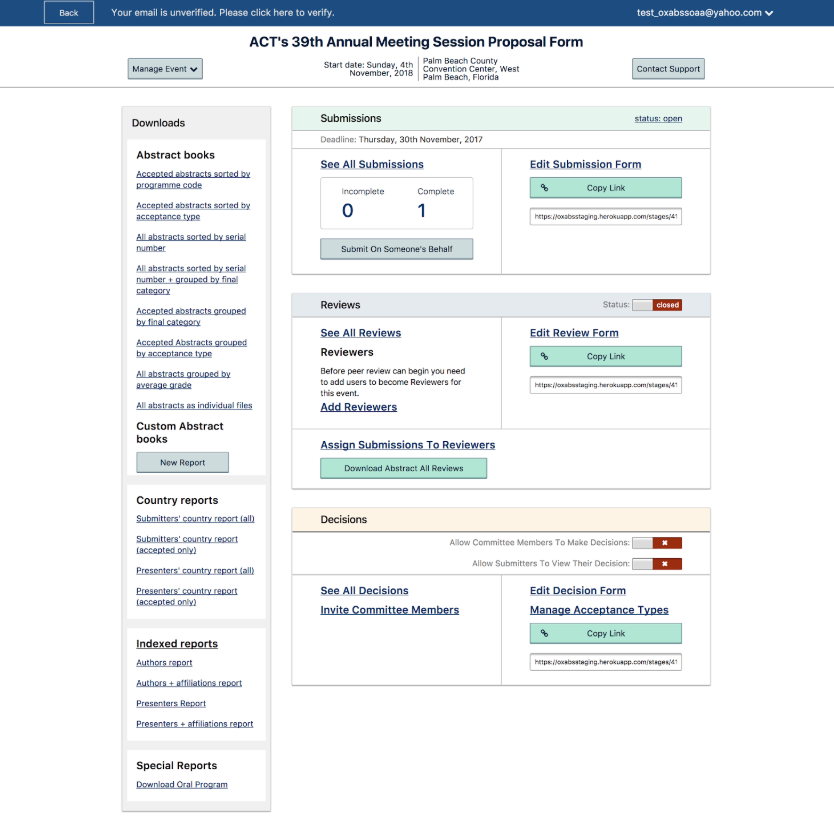 Back
Your email is unverified. Please click here to verify.
test_oxabssoaa@yahoo.com
ACT's 39th Annual Meeting Session Proposal Form
Manage Event
Start date: Sunday, 4th
November, 2018
Palm Beach County
Convention Center, West
Palm Beach, Florida
Contact Support
Downloads
Abstract books
Accepted abstracts sorted by
programme code
Accepted abstracts sorted by
acceptance type
All abstracts sorted by serial
number
All abstracts sorted by serial
number + grouped by final
category
Accepted abstracts grouped
by final category
Accepted Abstracts grouped
by acceptance type
All abstracts grouped by
average grade
All abstracts as individual files
Custom Abstract
books
New Report
Country reports
Submitters' country report (all)
Submitters' country report
(accepted only)
Presenters' country report (all)
Presenters' country report
(accepted only)
Indexed reports
Authors report
Authors + affiliations report
Presenters Report
Presenters + affiliations report
Special Reports
Download Oral Program
Submissions
status: open
Deadline: Thursday, 30th November, 2017
See All Submissions
Incomplete
Complete
0
1
Submit On Someone's Behalf
Edit Submission Form
Copy Link
https://oxabsstaging.herokuapp.com/stages/41
Reviews
Status:
closed
See All Reviews
Reviewers
Before peer review can begin you need
to add users to become Reviewers for
this event.
Add Reviewers
Edit Review Form
Copy Link
https://oxabsstaging.herokuapp.com/stages/41
Assign Submissions To Reviewers
Download Abstract All Reviews
Decisions
Allow Committee Members To Make Decisions:
Allow Submitters To View Their Decision:
See All Decisions
Invite Committee Members
Edit Decision Form
Manage Acceptance Types
Copy Link
https://oxabsstaging.herokuapp.com/stages/41